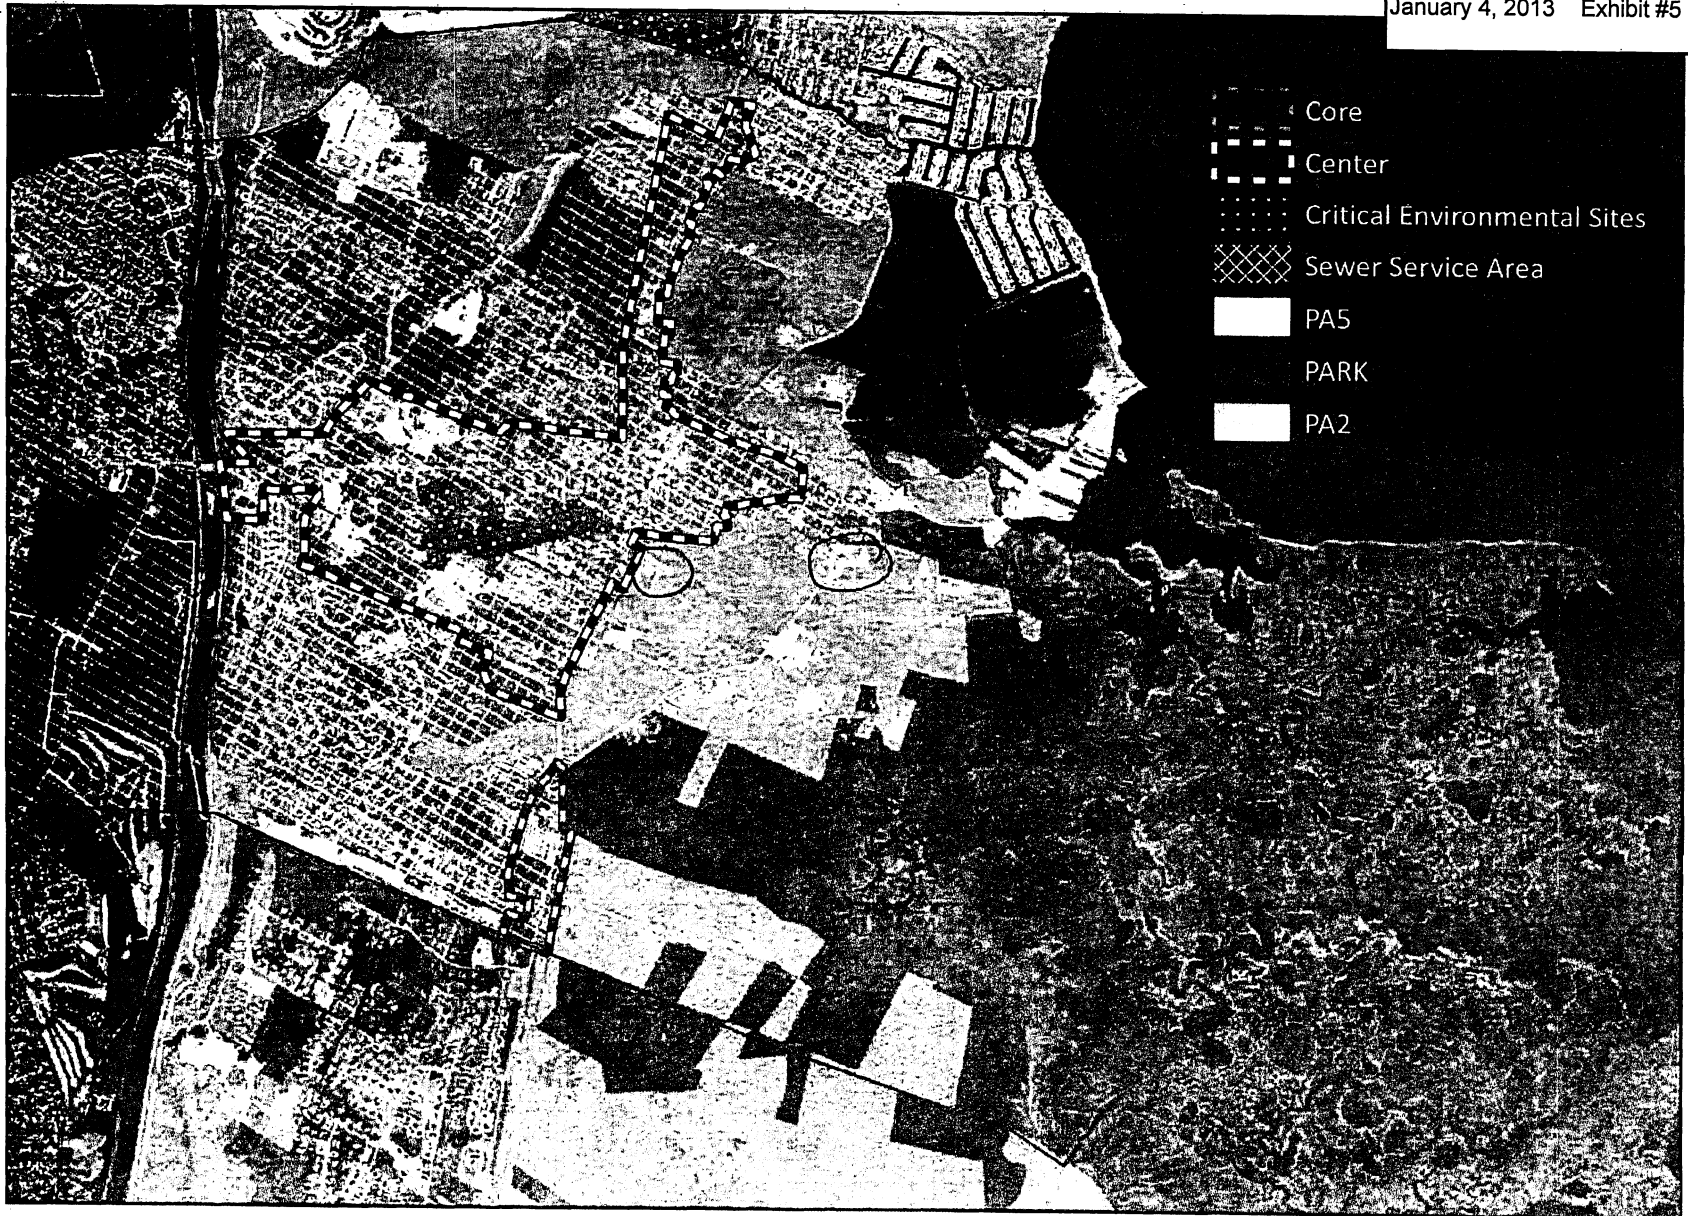 January 4, 2013 Exhibit #5
Core
Center
Critical Environmental Sites
Sewer Service Area
PA5
PARK
PA2